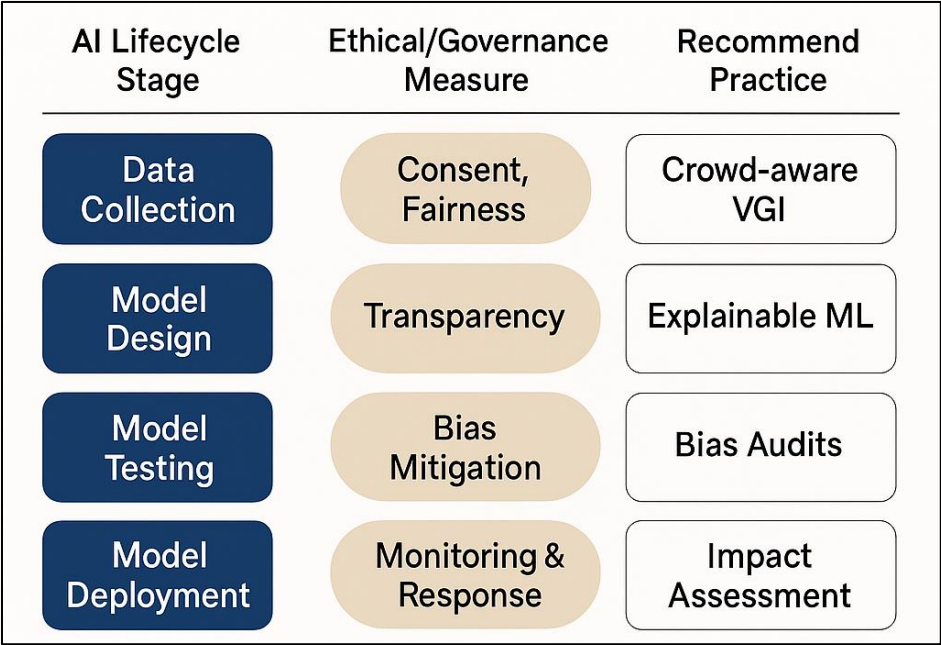 AI Lifecycle
Stage
Ethical/Governance
Measure
Recommend
Practice
Data
Collection
Consent,
Fairness
Crowd-aware
VGI
Model
Design
Transparency
Explainable ML
Model
Testing
Bias
Mitigation
Bias Audits
Model
Deployment
Monitoring &
Response
Impact
Assessment